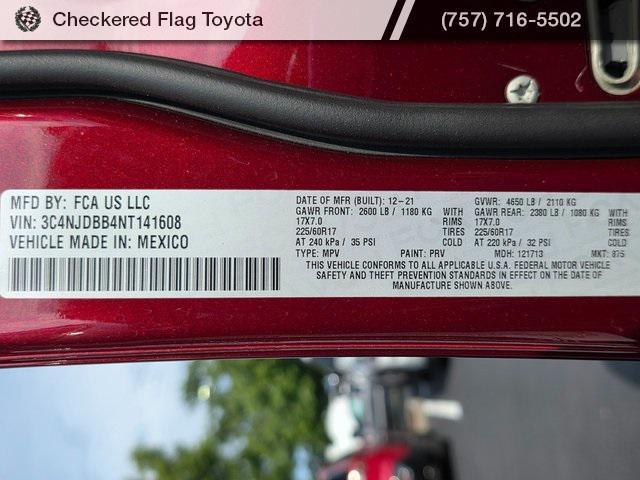 Checkered Flag Toyota
(757) 716-5502
MFD BY: FCA US LLC
VIN: 3C4NJDBB4NT141608
VEHICLE MADE IN: MEXICO
DATE OF MFR (BUILT): 12-21 GVWR: 4650 LB / 2110 KG
GAWR FRONT: 2600 LB / 1180 KG WITH GAWR REAR: 2380 LB / 1080 KG WITH
17X7.0 RIMS 17X7.0 RIMS
225/60R17 TIRES 225/60R17 TIRES
AT 240 kPa / 35 PSI COLD AT 220 kPa / 32 PSI COLD
TYPE: MPV PAINT: PRV MDH: 121713 MKT: 875
THIS VEHICLE CONFORMS TO ALL APPLICABLE U.S.A. FEDERAL MOTOR VEHICLE
SAFETY, BUMPER, AND THEFT PREVENTION STANDARDS IN EFFECT ON THE DATE OF
MANUFACTURE SHOWN ABOVE.